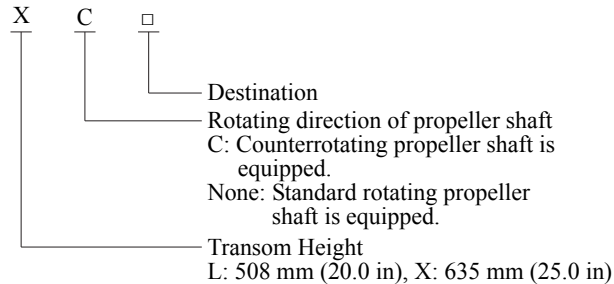 X C □
Destination
Rotating direction of propeller shaft
C: Counterrotating propeller shaft is
equipped.
None: Standard rotating propeller
shaft is equipped.
Transom Height
L: 508 mm (20.0 in), X: 635 mm (25.0 in)